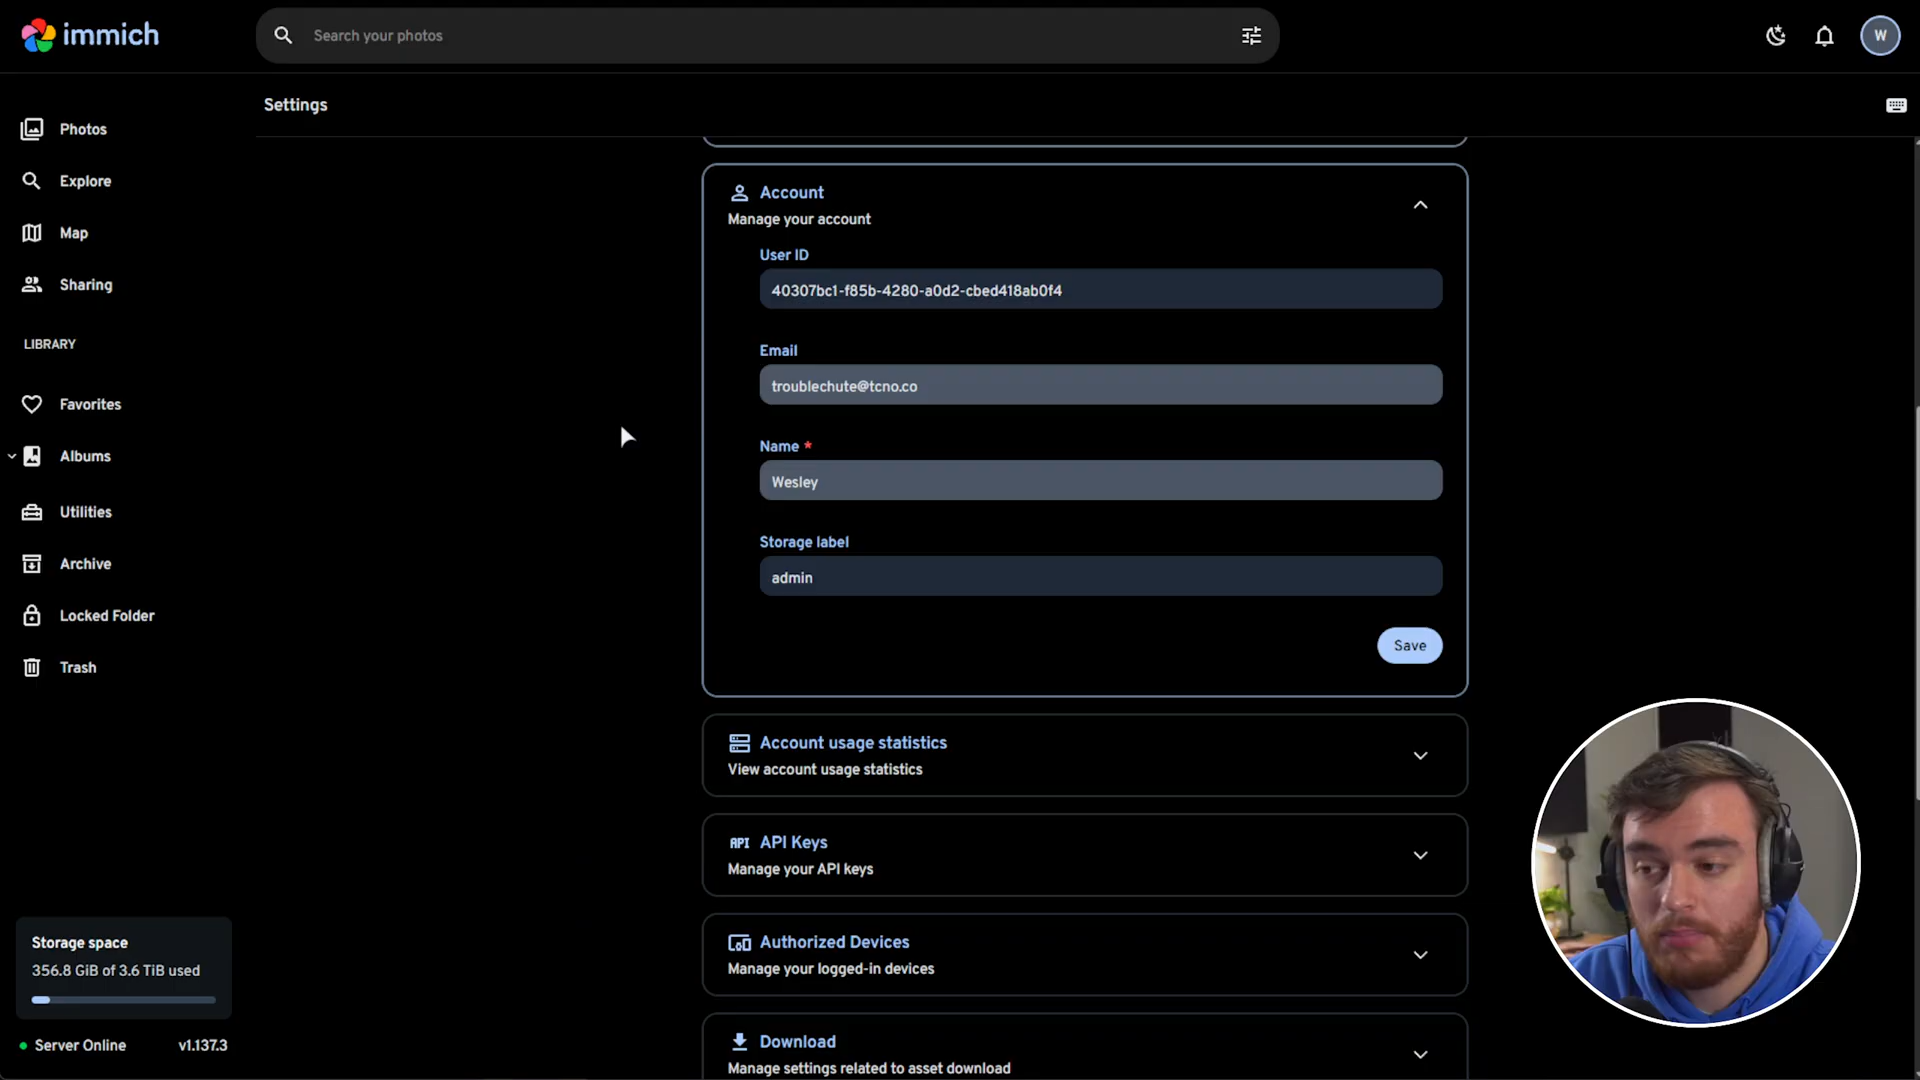 immich
Search your photos
W
Settings
Photos
Explore
Map
Sharing
LIBRARY
Favorites
Albums
Utilities
Archive
Locked Folder
Trash
Storage space
356.8 GiB of 3.6 TiB used
Server Online
v1.137.3
Account
Manage your account
User ID
40307bc1-f85b-4280-a0d2-cbed418ab0f4
Email
troublechute@tcno.co
Name *
Wesley
Storage label
admin
Save
Account usage statistics
View account usage statistics
API API Keys
Manage your API keys
Authorized Devices
Manage your logged-in devices
Download
Manage settings related to asset download